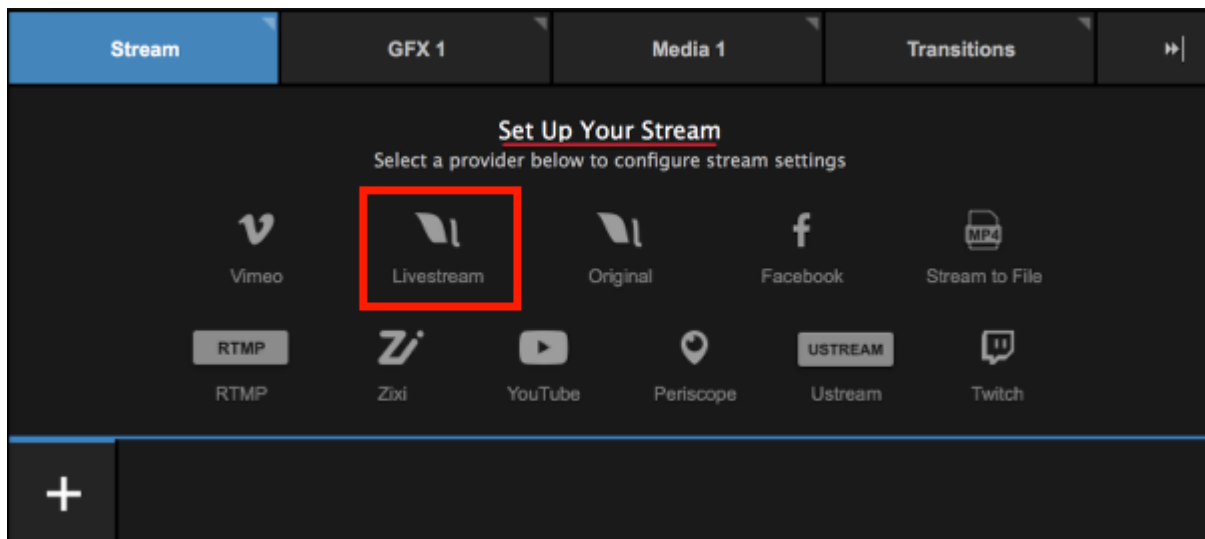 Stream GFX 1 Media 1 Transitions
Set Up Your Stream
Select a provider below to configure stream settings
MP4
Vimeo Livestream Original Facebook Stream to File
RTMP USTREAM
RTMP Zixi YouTube Periscope Ustream Twitch